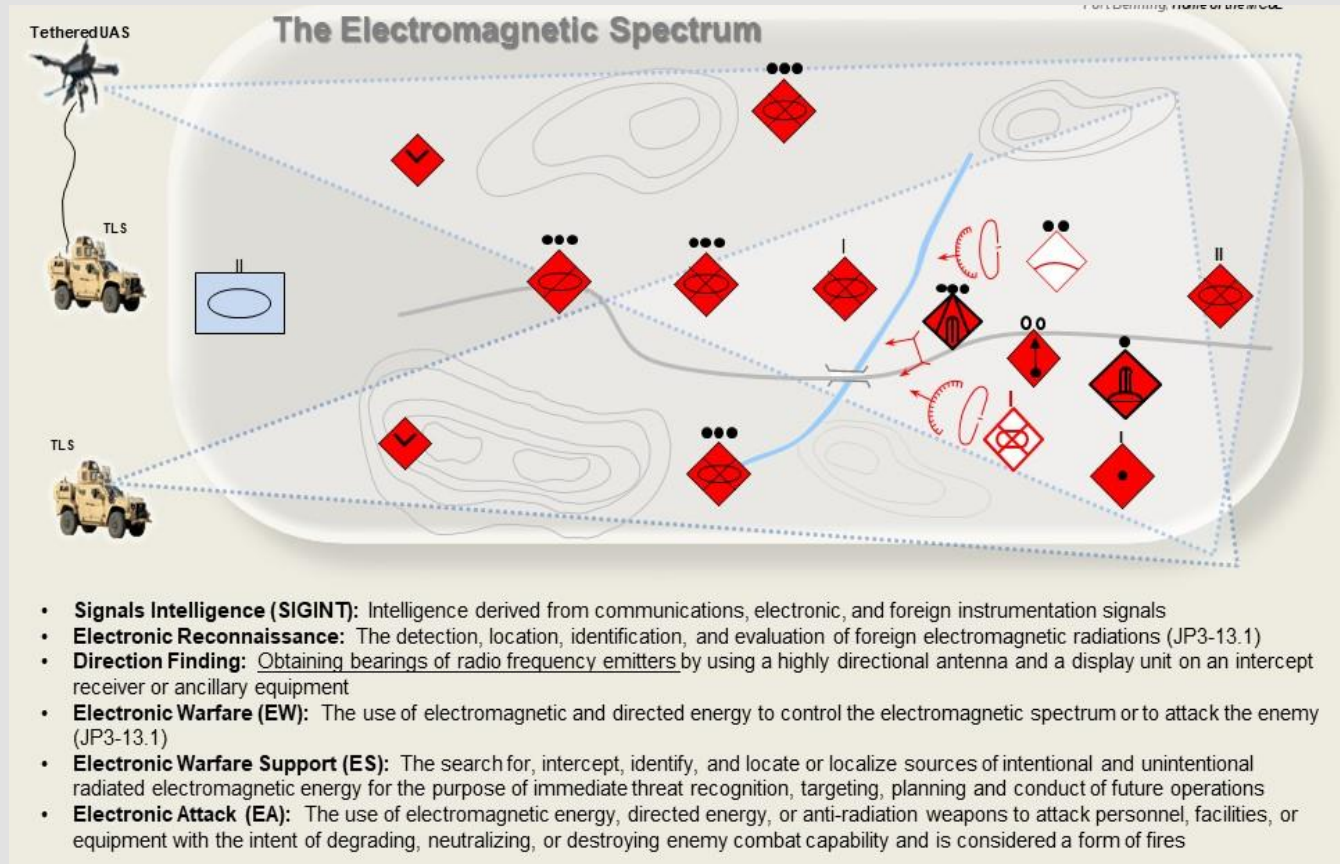 Fort Benning, Home of the MCoE
The Electromagnetic Spectrum
Tethered UAS
TLS
II
I
II
I
I
TLS
• Signals Intelligence (SIGINT): Intelligence derived from communications, electronic, and foreign instrumentation signals
• Electronic Reconnaissance: The detection, location, identification, and evaluation of foreign electromagnetic radiations (JP3-13.1)
• Direction Finding: Obtaining bearings of radio frequency emitters by using a highly directional antenna and a display unit on an intercept
receiver or ancillary equipment
• Electronic Warfare (EW): The use of electromagnetic and directed energy to control the electromagnetic spectrum or to attack the enemy
(JP3-13.1)
• Electronic Warfare Support (ES): The search for, intercept, identify, and locate or localize sources of intentional and unintentional
radiated electromagnetic energy for the purpose of immediate threat recognition, targeting, planning and conduct of future operations
• Electronic Attack (EA): The use of electromagnetic energy, directed energy, or anti-radiation weapons to attack personnel, facilities, or
equipment with the intent of degrading, neutralizing, or destroying enemy combat capability and is considered a form of fires